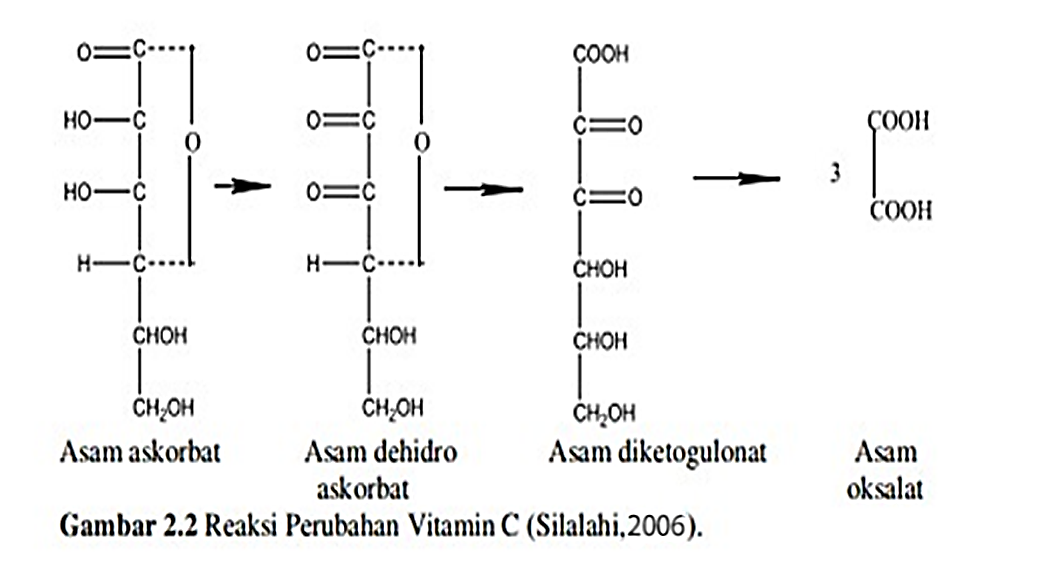 O=C O=C COOH
HO—C O=C C=O COOH
O O
HO—C O=C C=O 3 COOH
H—C H—C CHOH
CHOH CHOH CHOH
CH₂OH CH₂OH CH₂OH
Asam askorbat Asam dehidro Asam diketogulonat Asam
askorbat oksalat
Gambar 2.2 Reaksi Perubahan Vitamin C (Silalahi,2006).